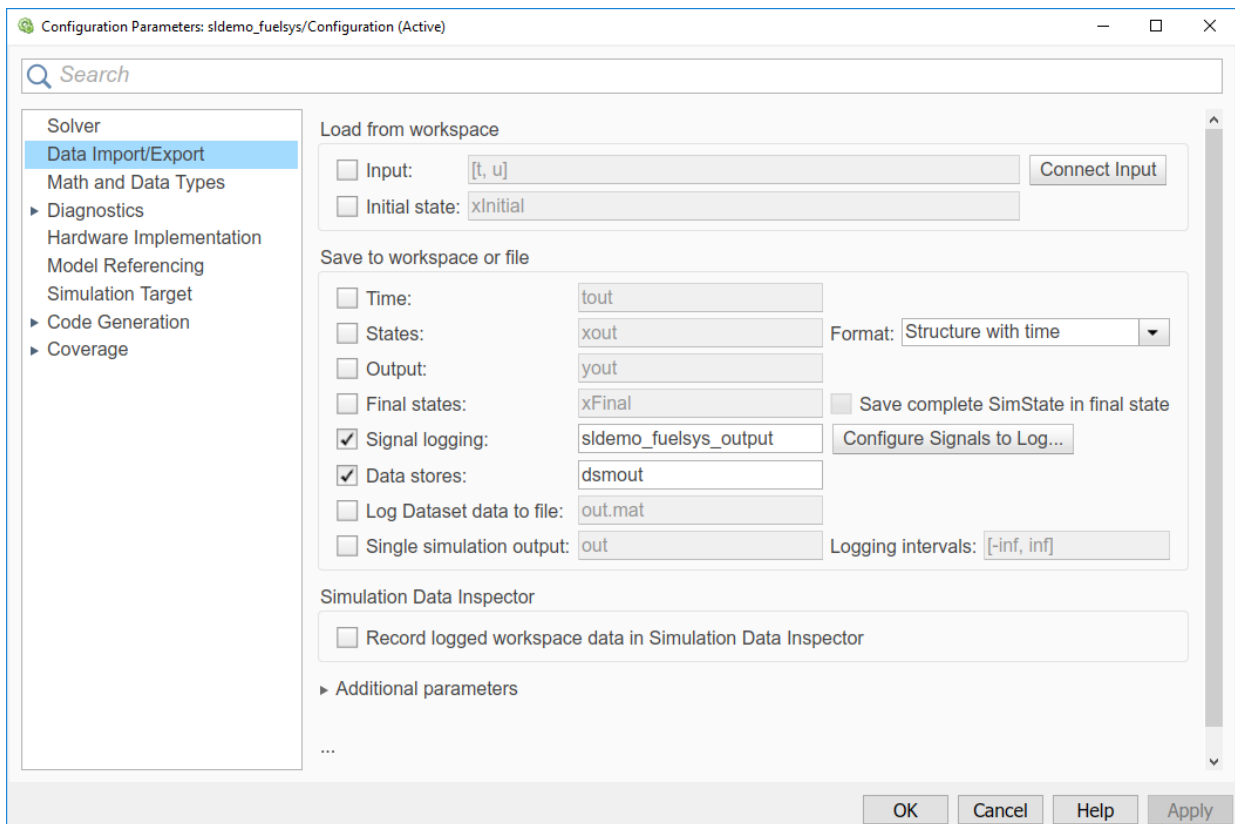 Configuration Parameters: sldemo_fuelsys/Configuration (Active)
Search
Solver
Data Import/Export
Math and Data Types
Diagnostics
Hardware Implementation
Model Referencing
Simulation Target
Code Generation
Coverage
Load from workspace
Input: [t, u] Connect Input
Initial state: xInitial
Save to workspace or file
Time: tout
States: xout Format: Structure with time
Output: yout
Final states: xFinal Save complete SimState in final state
Signal logging: sldemo_fuelsys_output Configure Signals to Log...
Data stores: dsmout
Log Dataset data to file: out.mat
Single simulation output: out Logging intervals: [-inf, inf]
Simulation Data Inspector
Record logged workspace data in Simulation Data Inspector
Additional parameters
...
OK Cancel Help Apply